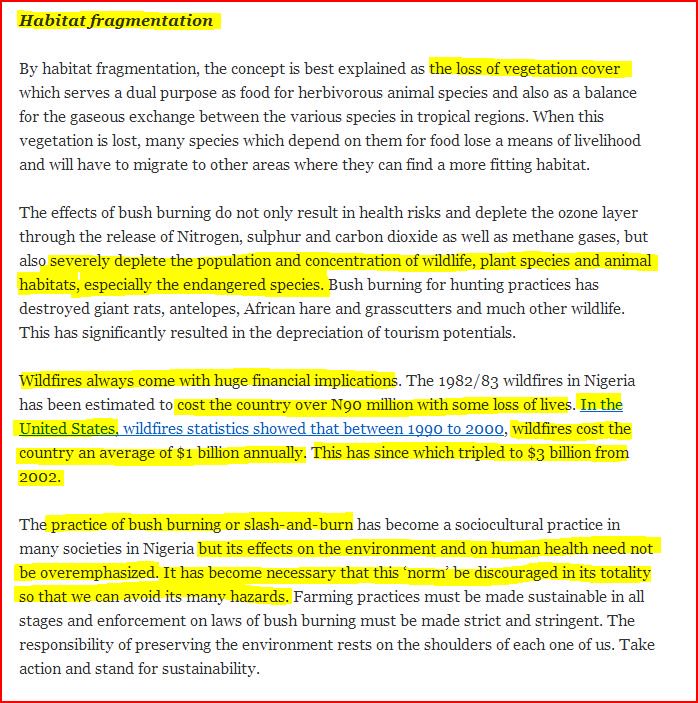 Habitat fragmentation
By habitat fragmentation, the concept is best explained as the loss of vegetation cover
which serves a dual purpose as food for herbivorous animal species and also as a balance
for the gaseous exchange between the various species in tropical regions. When this
vegetation is lost, many species which depend on them for food lose a means of livelihood
and will have to migrate to other areas where they can find a more fitting habitat.
The effects of bush burning do not only result in health risks and deplete the ozone layer
through the release of Nitrogen, sulphur and carbon dioxide as well as methane gases, but
also severely deplete the population and concentration of wildlife, plant species and animal
habitats, especially the endangered species. Bush burning for hunting practices has
destroyed giant rats, antelopes, African hare and grasscutters and much other wildlife.
This has significantly resulted in the depreciation of tourism potentials.
Wildfires always come with huge financial implications. The 1982/83 wildfires in Nigeria
has been estimated to cost the country over N90 million with some loss of lives. In the
United States, wildfires statistics showed that between 1990 to 2000, wildfires cost the
country an average of $1 billion annually. This has since which tripled to $3 billion from
2002.
The practice of bush burning or slash-and-burn has become a sociocultural practice in
many societies in Nigeria but its effects on the environment and on human health need not
be overemphasized. It has become necessary that this ‘norm’ be discouraged in its totality
so that we can avoid its many hazards. Farming practices must be made sustainable in all
stages and enforcement on laws of bush burning must be made strict and stringent. The
responsibility of preserving the environment rests on the shoulders of each one of us. Take
action and stand for sustainability.